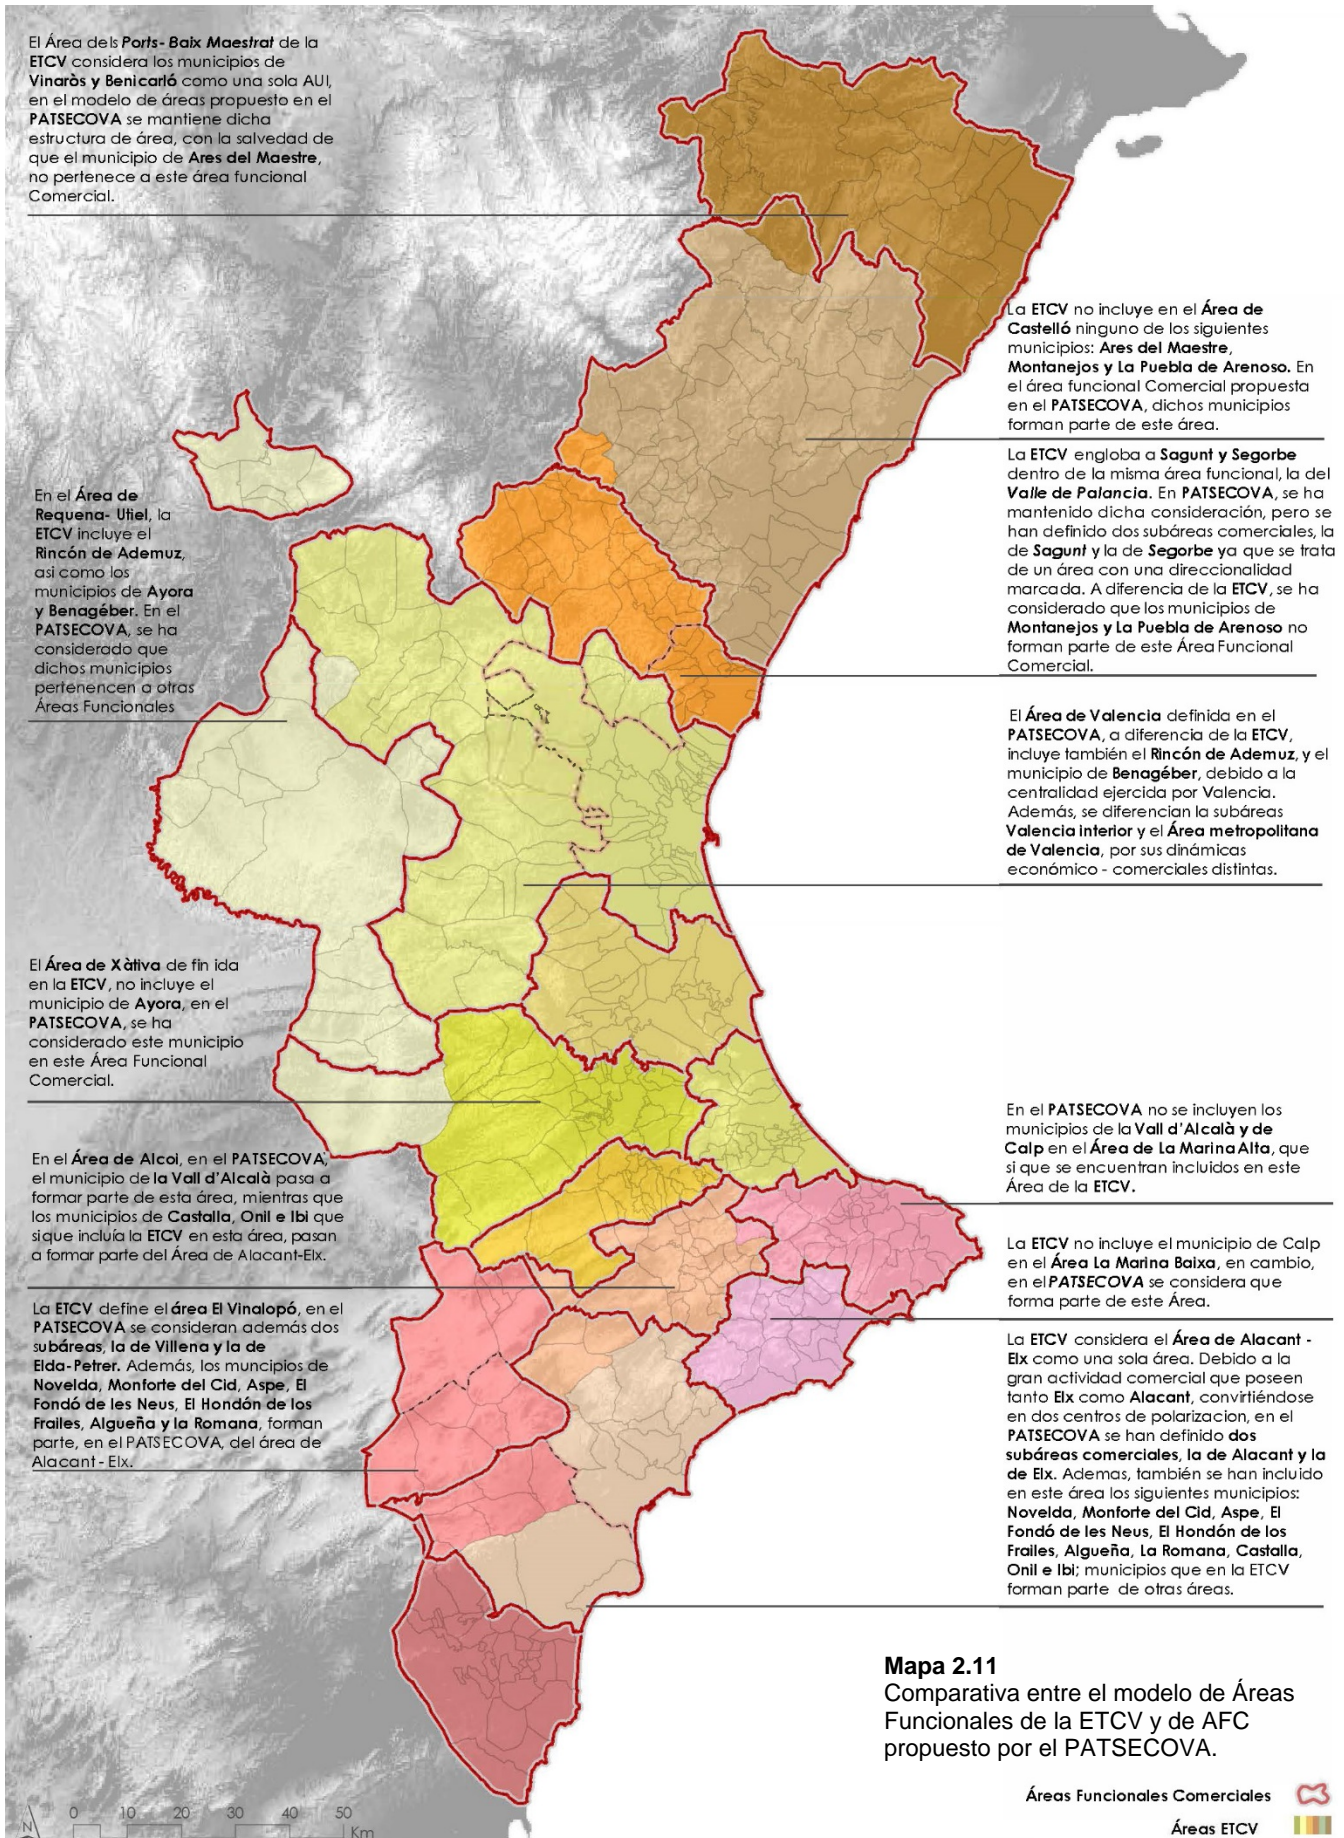 El Área dels Ports- Baix Maestrat de la
ETCV considera los municipios de
Vinaròs y Benicarló como una sola AUI,
en el modelo de áreas propuesto en el
PATSECOVA se mantiene dicha
estructura de área, con la salvedad de
que el municipio de Ares del Maestre,
no pertenece a este área funcional
Comercial.
La ETCV no incluye en el Área de
Castelló ninguno de los siguientes
municipios: Ares del Maestre,
Montanejos y La Puebla de Arenoso. En
el área funcional Comercial propuesta
en el PATSECOVA, dichos municipios
forman parte de este área.
La ETCV engloba a Sagunt y Segorbe
dentro de la misma área funcional, la del
Valle de Palancia. En PATSECOVA, se ha
mantenido dicha consideración, pero se
han definido dos subáreas comerciales, la
de Sagunt y la de Segorbe ya que se trata
de un área con una direccionalidad
marcada. A diferencia de la ETCV, se ha
considerado que los municipios de
Montanejos y La Puebla de Arenoso no
forman parte de este Área Funcional
Comercial.
En el Área de
Requena- Utiel, la
ETCV incluye el
Rincón de Ademuz,
asi como los
municipios de Ayora
y Benagéber. En el
PATSECOVA, se ha
considerado que
dichos municipios
pertenencen a otras
Áreas Funcionales
El Área de Valencia definida en el
PATSECOVA, a diferencia de la ETCV,
incluye también el Rincón de Ademuz, y el
municipio de Benagéber, debido a la
centralidad ejercida por Valencia.
Además, se diferencian la subáreas
Valencia interior y el Área metropolitana
de Valencia, por sus dinámicas
económico - comerciales distintas.
El Área de Xàtiva de fin ida
en la ETCV, no incluye el
municipio de Ayora, en el
PATSECOVA, se ha
considerado este municipio
en este Área Funcional
Comercial.
En el PATSECOVA no se incluyen los
municipios de la Vall d'Alcalà y de
Calp en el Área de La Marina Alta, que
si que se encuentran incluidos en este
Área de la ETCV.
En el Área de Alcoi, en el PATSECOVA,
el municipio de la Vall d'Alcalà pasa a
formar parte de esta área, mientras que
los municipios de Castalla, Onil e Ibi que
si que incluía la ETCV en esta área, pasan
a formar parte del Área de Alacant-Elx.
La ETCV no incluye el municipio de Calp
en el Área La Marina Baixa, en cambio,
en el PATSECOVA se considera que
forma parte de este Área.
La ETCV define el área El Vinalopó, en el
PATSECOVA se consideran además dos
subáreas, la de Villena y la de
Elda-Petrer. Además, los muncipios de
Novelda, Monforte del Cid, Aspe, El
Fondó de les Neus, El Hondón de los
Frailes, Algueña y la Romana, forman
parte, en el PATSECOVA, del área de
Alacant - Elx.
La ETCV considera el Área de Alacant -
Elx como una sola área. Debido a la
gran actividad comercial que poseen
tanto Elx como Alacant, convirtiéndose
en dos centros de polarizacion, en el
PATSECOVA se han definido dos
subáreas comerciales, la de Alacant y la
de Elx. Ademas, también se han incluido
en este área los siguientes municipios:
Novelda, Monforte del Cid, Aspe, El
Fondó de les Neus, El Hondón de los
Frailes, Algueña, La Romana, Castalla,
Onil e Ibi; municipios que en la ETCV
forman parte de otras áreas.
Mapa 2.11
Comparativa entre el modelo de Áreas
Funcionales de la ETCV y de AFC
propuesto por el PATSECOVA.
Áreas Funcionales Comerciales
Áreas ETCV
N
0 10 20 30 40 50
Km